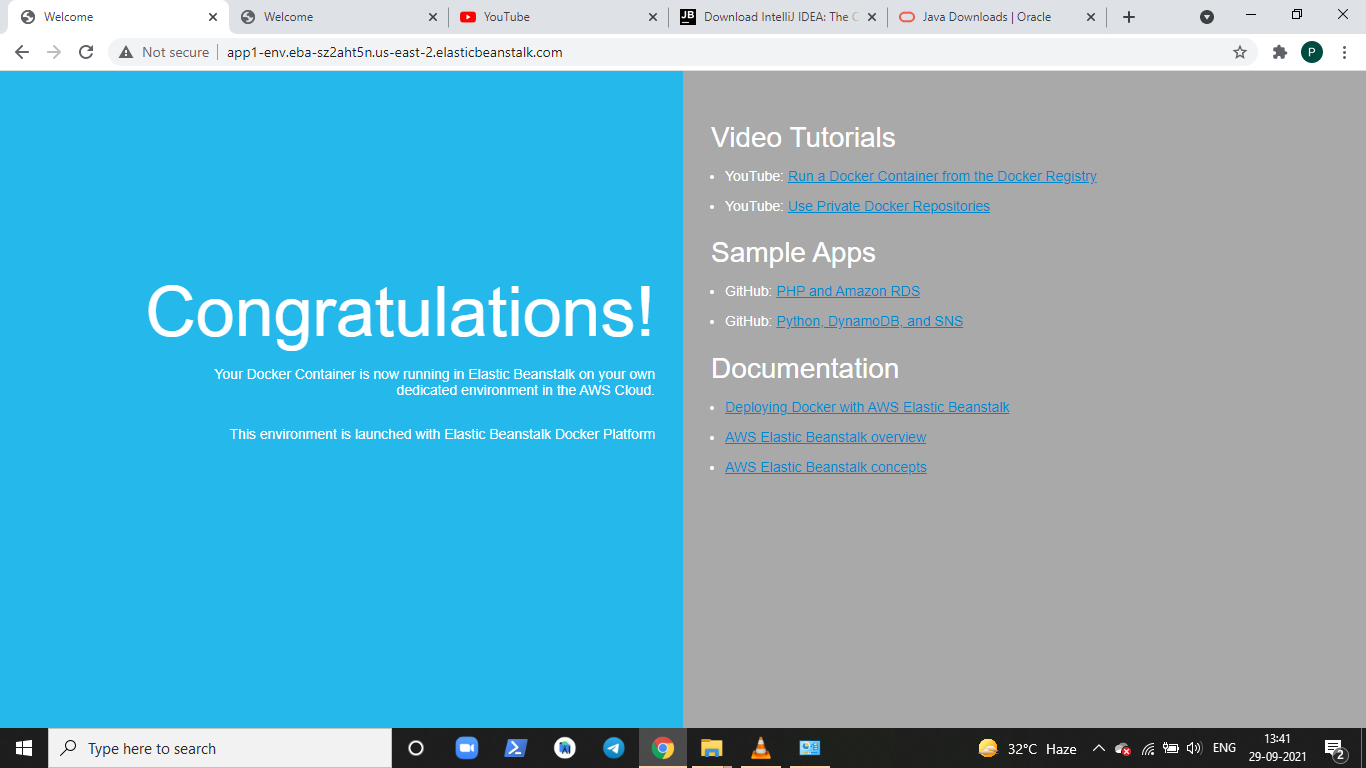 Welcome
Welcome
YouTube
JB
Download IntelliJ IDEA: The C
Java Downloads | Oracle
Not secure
app1-env.eba-sz2aht5n.us-east-2.elasticbeanstalk.com
P
Congratulations!
Your Docker Container is now running in Elastic Beanstalk on your own
dedicated environment in the AWS Cloud.
This environment is launched with Elastic Beanstalk Docker Platform
Video Tutorials
YouTube: Run a Docker Container from the Docker Registry
YouTube: Use Private Docker Repositories
Sample Apps
GitHub: PHP and Amazon RDS
GitHub: Python, DynamoDB, and SNS
Documentation
Deploying Docker with AWS Elastic Beanstalk
AWS Elastic Beanstalk overview
AWS Elastic Beanstalk concepts
Type here to search
32°C Haze
ENG
13:41
29-09-2021
2